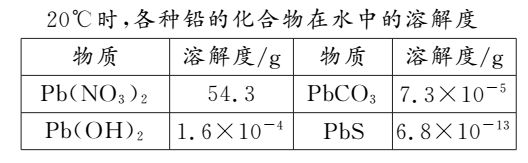 20℃时,各种铅的化合物在水中的溶解度
物质 溶解度/g 物质 溶解度/g
Pb(NO₃)₂ 54.3 PbCO₃ 7.3×10⁻⁵
Pb(OH)₂ 1.6×10⁻⁴ PbS 6.8×10⁻¹³